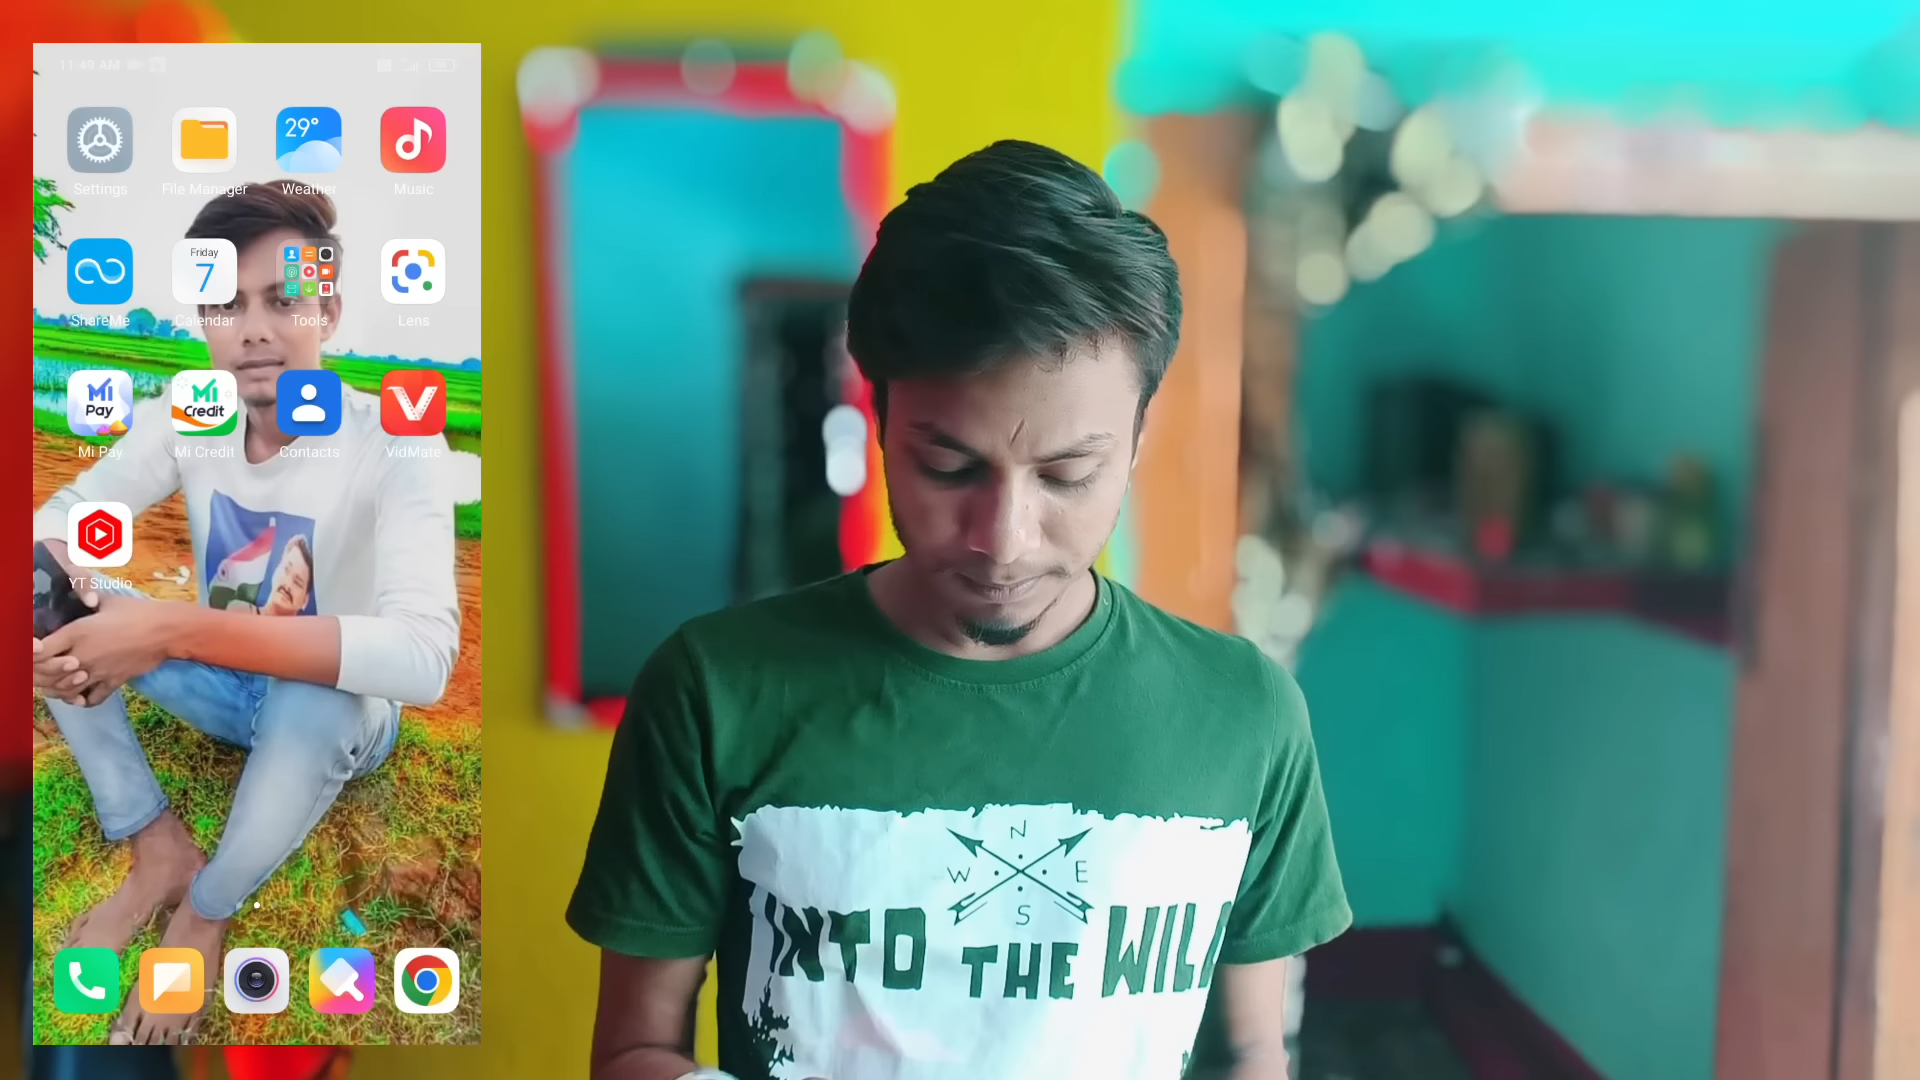 11:49 AM
29°
Settings
File Manager
Weather
Music
Friday
7
ShareMe
Calendar
Tools
Lens
Mi
Pay
Mi
Credit
Mi Pay
Mi Credit
Contacts
VidMate
YT Studio
N
W E
S
INTO THE WILD